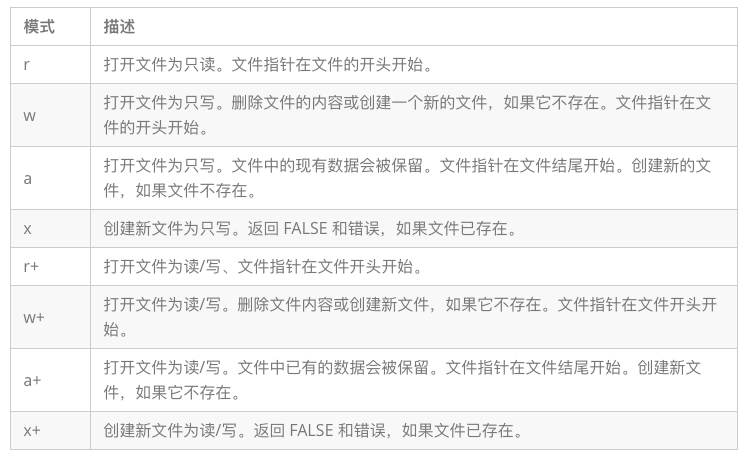 模式 描述
r 打开文件为只读。文件指针在文件的开头开始。
w 打开文件为只写。删除文件的内容或创建一个新的文件，如果它不存在。文件指针在文
件的开头开始。
a 打开文件为只写。文件中的现有数据会被保留。文件指针在文件结尾开始。创建新的文
件，如果文件不存在。
x 创建新文件为只写。返回 FALSE 和错误，如果文件已存在。
r+ 打开文件为读/写、文件指针在文件开头开始。
w+ 打开文件为读/写。删除文件内容或创建新文件，如果它不存在。文件指针在文件开头开
始。
a+ 打开文件为读/写。文件中已有的数据会被保留。文件指针在文件结尾开始。创建新文
件，如果它不存在。
x+ 创建新文件为读/写。返回 FALSE 和错误，如果文件已存在。